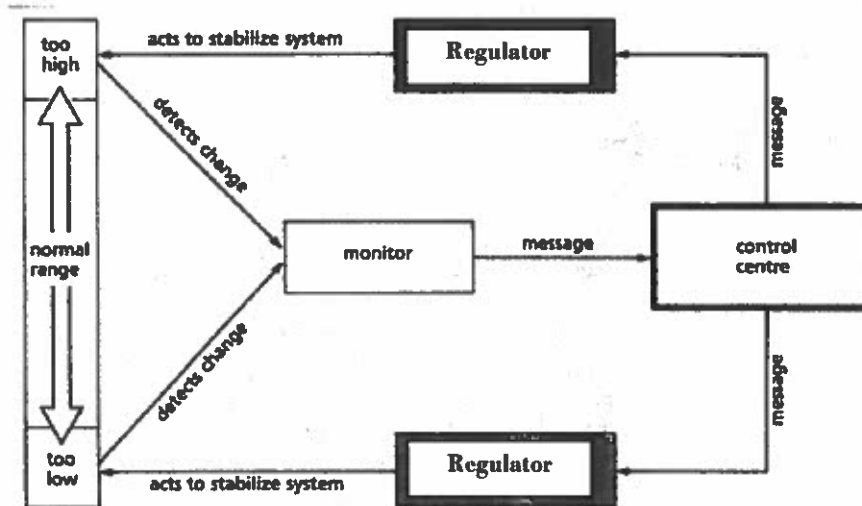 too
high
acts to stabilize system
Regulator
detects change
message
normal
range
monitor
message
control
centre
detects change
message
too
low
acts to stabilize system
Regulator